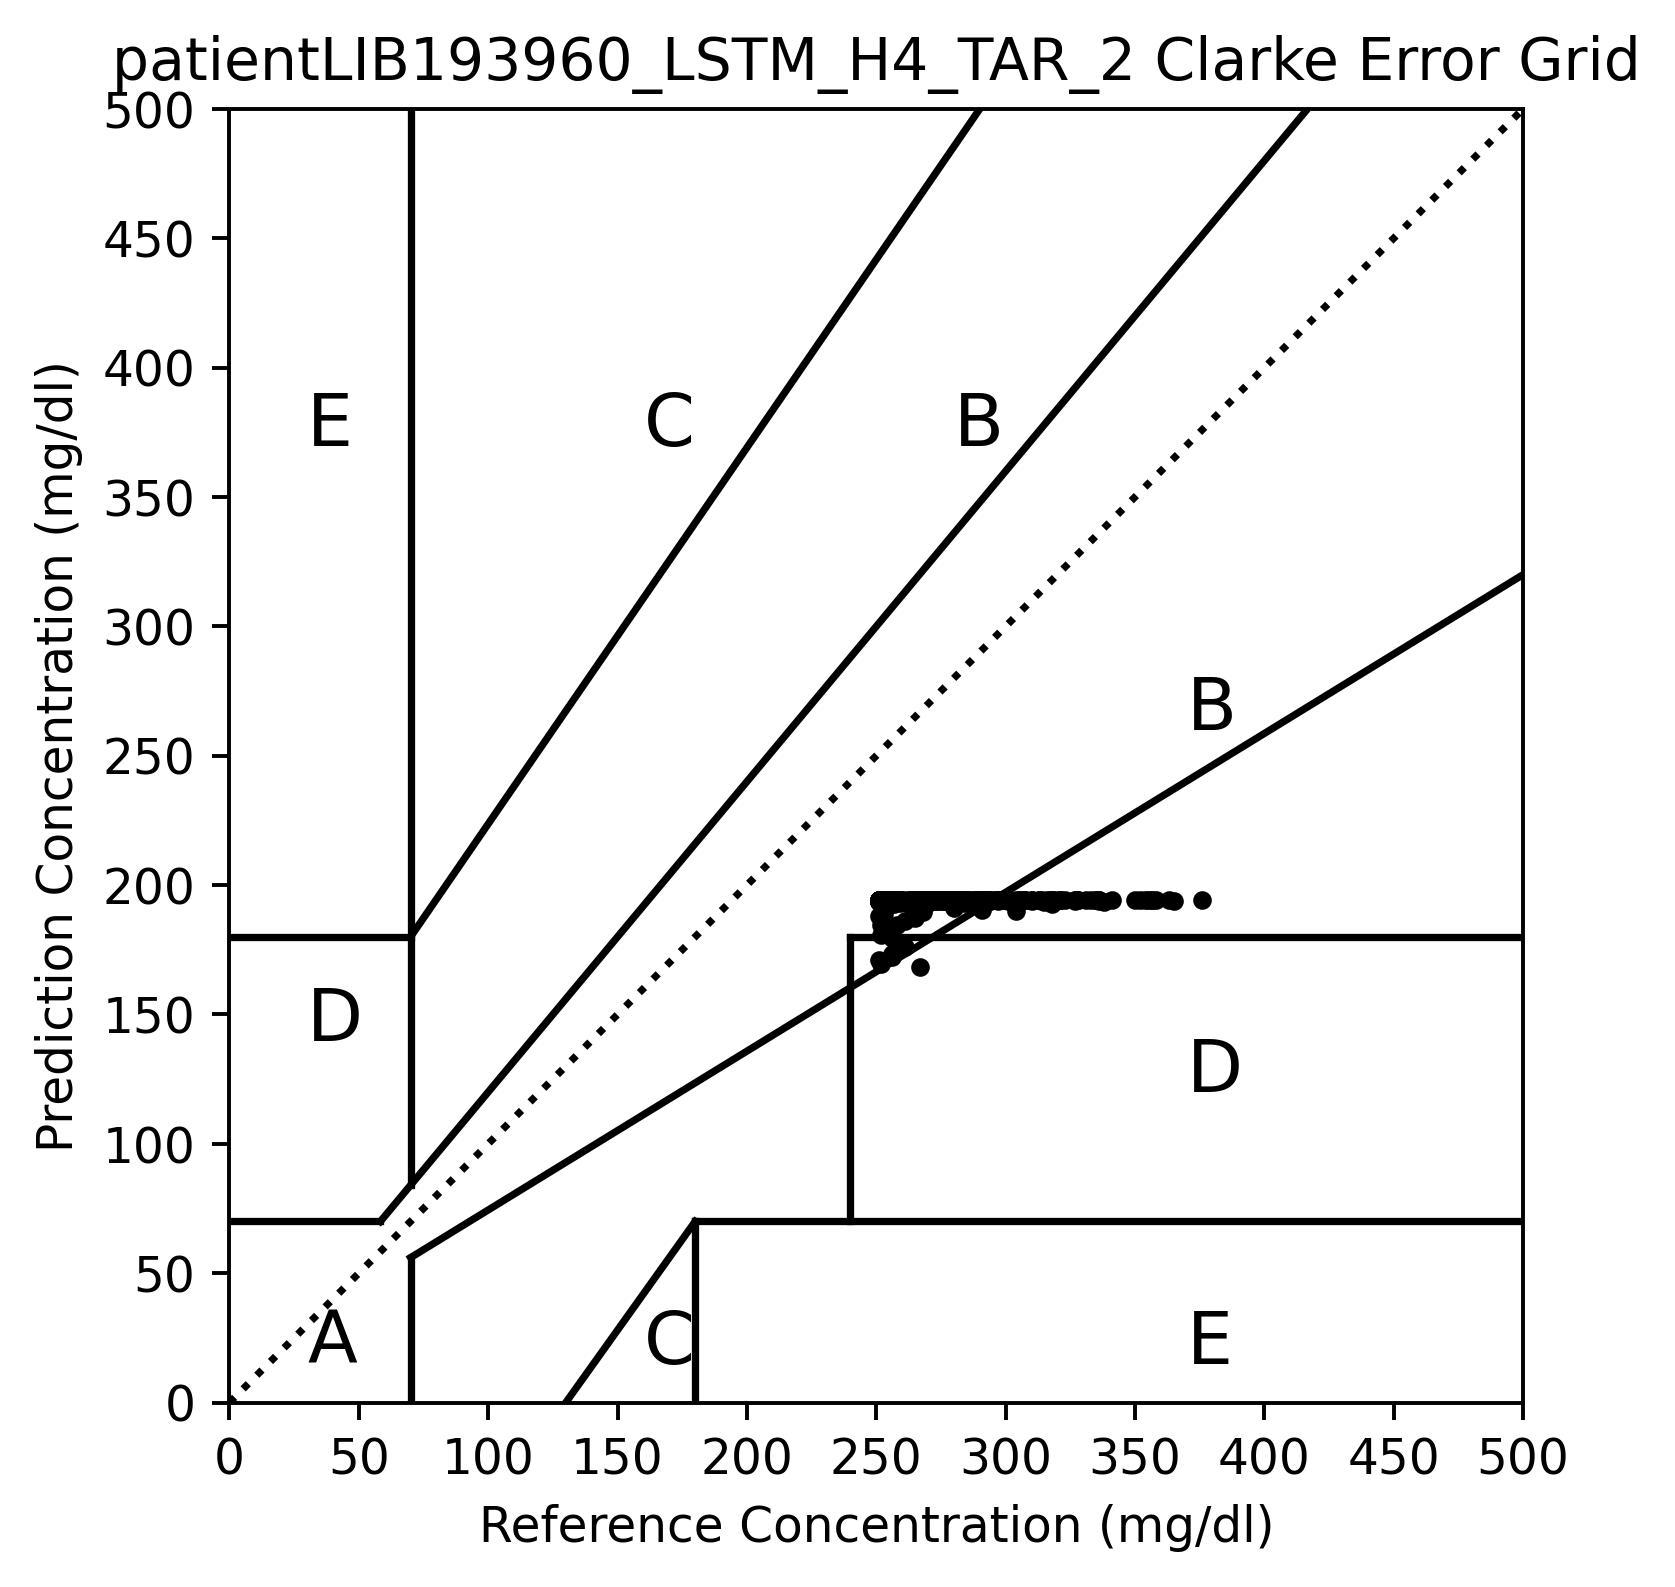 patientLIB193960_LSTM_H4_TAR_2 Clarke Error Grid
500
450
400
350
300
250
200
150
100
50
0
Prediction Concentration (mg/dl)
E
C
B
B
D
D
A
C
E
0 50 100 150 200 250 300 350 400 450 500
Reference Concentration (mg/dl)